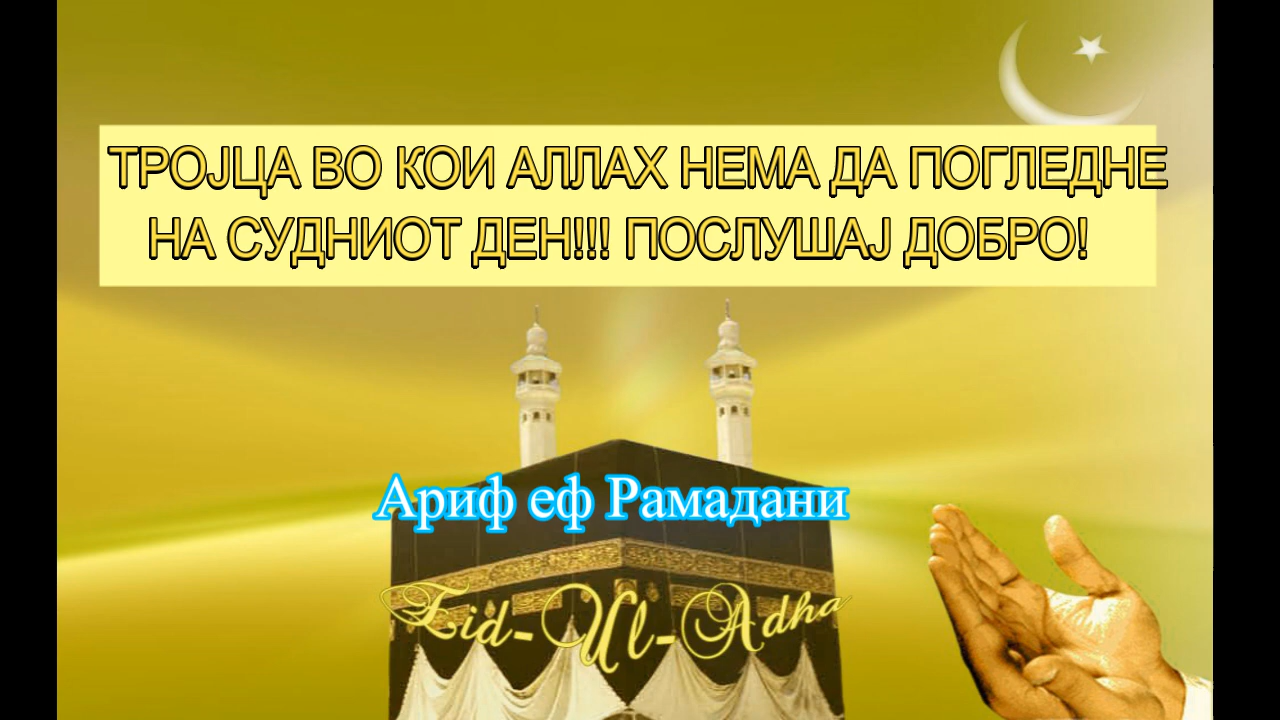 ТРОЈЦА ВО КОИ АЛЛАХ НЕМА ДА ПОГЛЕДНЕ
НА СУДНИОТ ДЕН!!! ПОСЛУШАЈ ДОБРО!
Ариф еф Рамадани
Eid-Ul-Adha